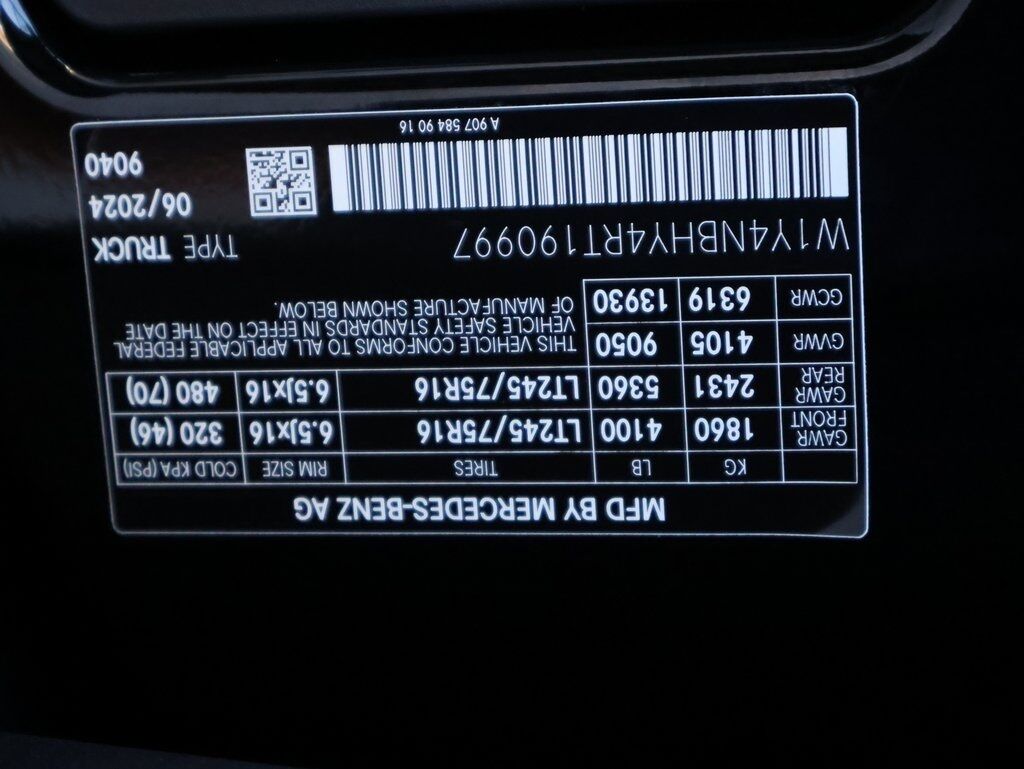 MFD BY MERCEDES-BENZ AG
KG LB TIRES RIM SIZE COLD KPA (PSI)
GAWR FRONT 1860 4100 LT245/75R16 6.5Jx16 320 (46)
GAWR REAR 2431 5360 LT245/75R16 6.5Jx16 480 (70)
GVWR 4105 9050
GCWR 6319 13930
THIS VEHICLE CONFORMS TO ALL APPLICABLE FEDERAL
VEHICLE SAFETY STANDARDS IN EFFECT ON THE DATE
OF MANUFACTURE SHOWN BELOW.
W1Y4NBHY4RT190997 TYPE TRUCK
06/2024
9040
A 907 584 90 16